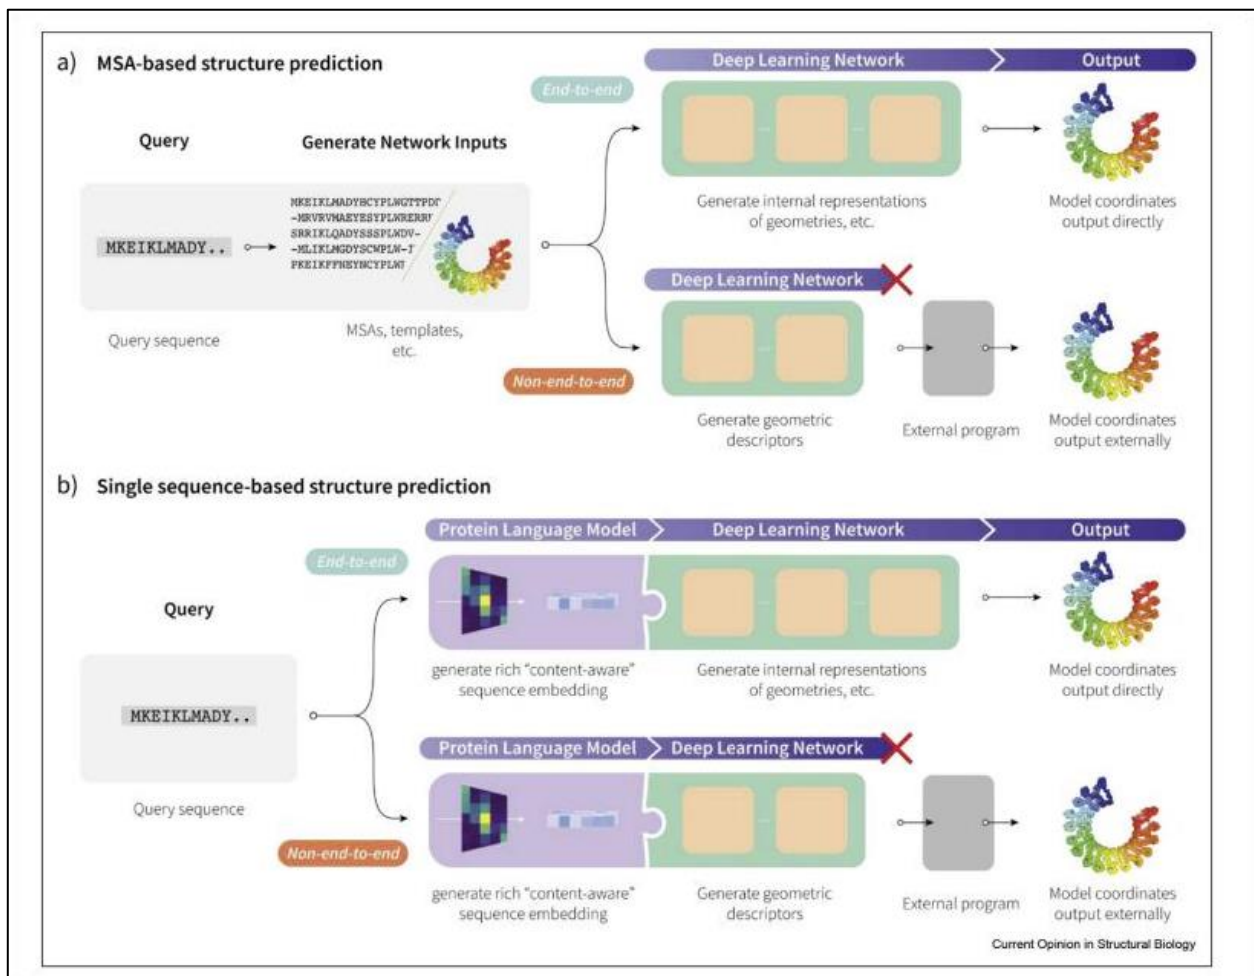 a) MSA-based structure prediction
Deep Learning Network
Output
End-to-end
Query
Generate Network Inputs
MKEIKLMADYHCYPLWGTTPDD
-MRVRVMAEYESYPLWRERR
SRRIKLQADYSSSPLWDV-
-MLIKLMGDYSCWPLW-
PKEIKFFNEYNCYPLW
MKEIKLMADY..
Generate internal representations
of geometries, etc.
Model coordinates
output directly
Deep Learning Network
Query sequence
MSAs, templates,
etc.
Non-end-to-end
Generate geometric
descriptors
External program
Model coordinates
output externally
b) Single sequence-based structure prediction
Protein Language Model
Deep Learning Network
Output
End-to-end
Query
generate rich "content-aware"
sequence embedding
Generate internal representations
of geometries, etc.
Model coordinates
output directly
MKEIKLMADY..
Protein Language Model
Deep Learning Network
Query sequence
Non-end-to-end
generate rich "content-aware"
sequence embedding
Generate geometric
descriptors
External program
Model coordinates
output externally
Current Opinion in Structural Biology